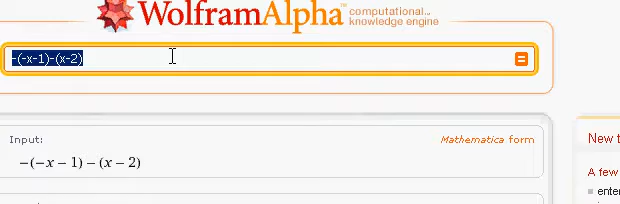 WolframAlpha computational...
knowledge engine
-(-x-1)-(x-2)
Input:
Mathematica form
−(−x − 1) − (x − 2)
New t
A few
enter